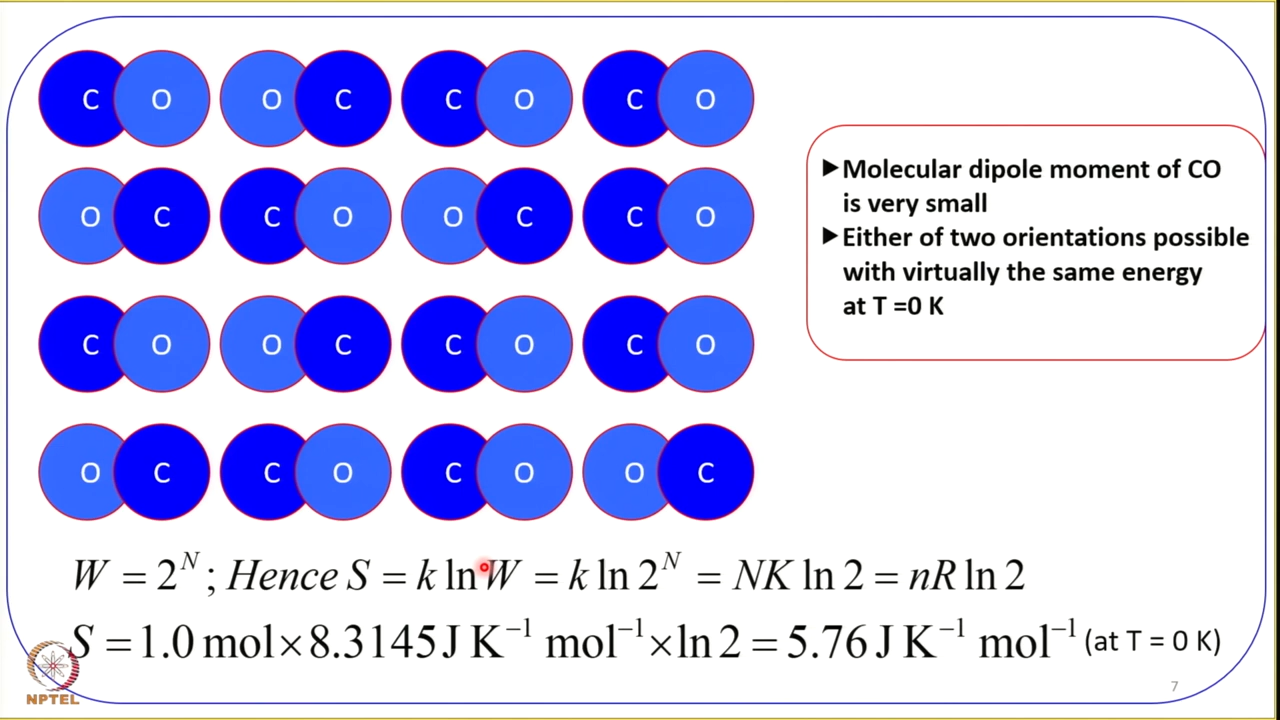 C O O C C O C O
O C C O O C C O
C O O C C O C O
O C C O C O O C
▶Molecular dipole moment of CO
is very small
▶Either of two orientations possible
with virtually the same energy
at T =0 K
W = 2^N ; Hence S = k ln W = k ln 2^N = NK ln 2 = nR ln 2
S = 1.0 mol × 8.3145 J K⁻¹ mol⁻¹ × ln 2 = 5.76 J K⁻¹ mol⁻¹ (at T = 0 K)
NPTEL
7